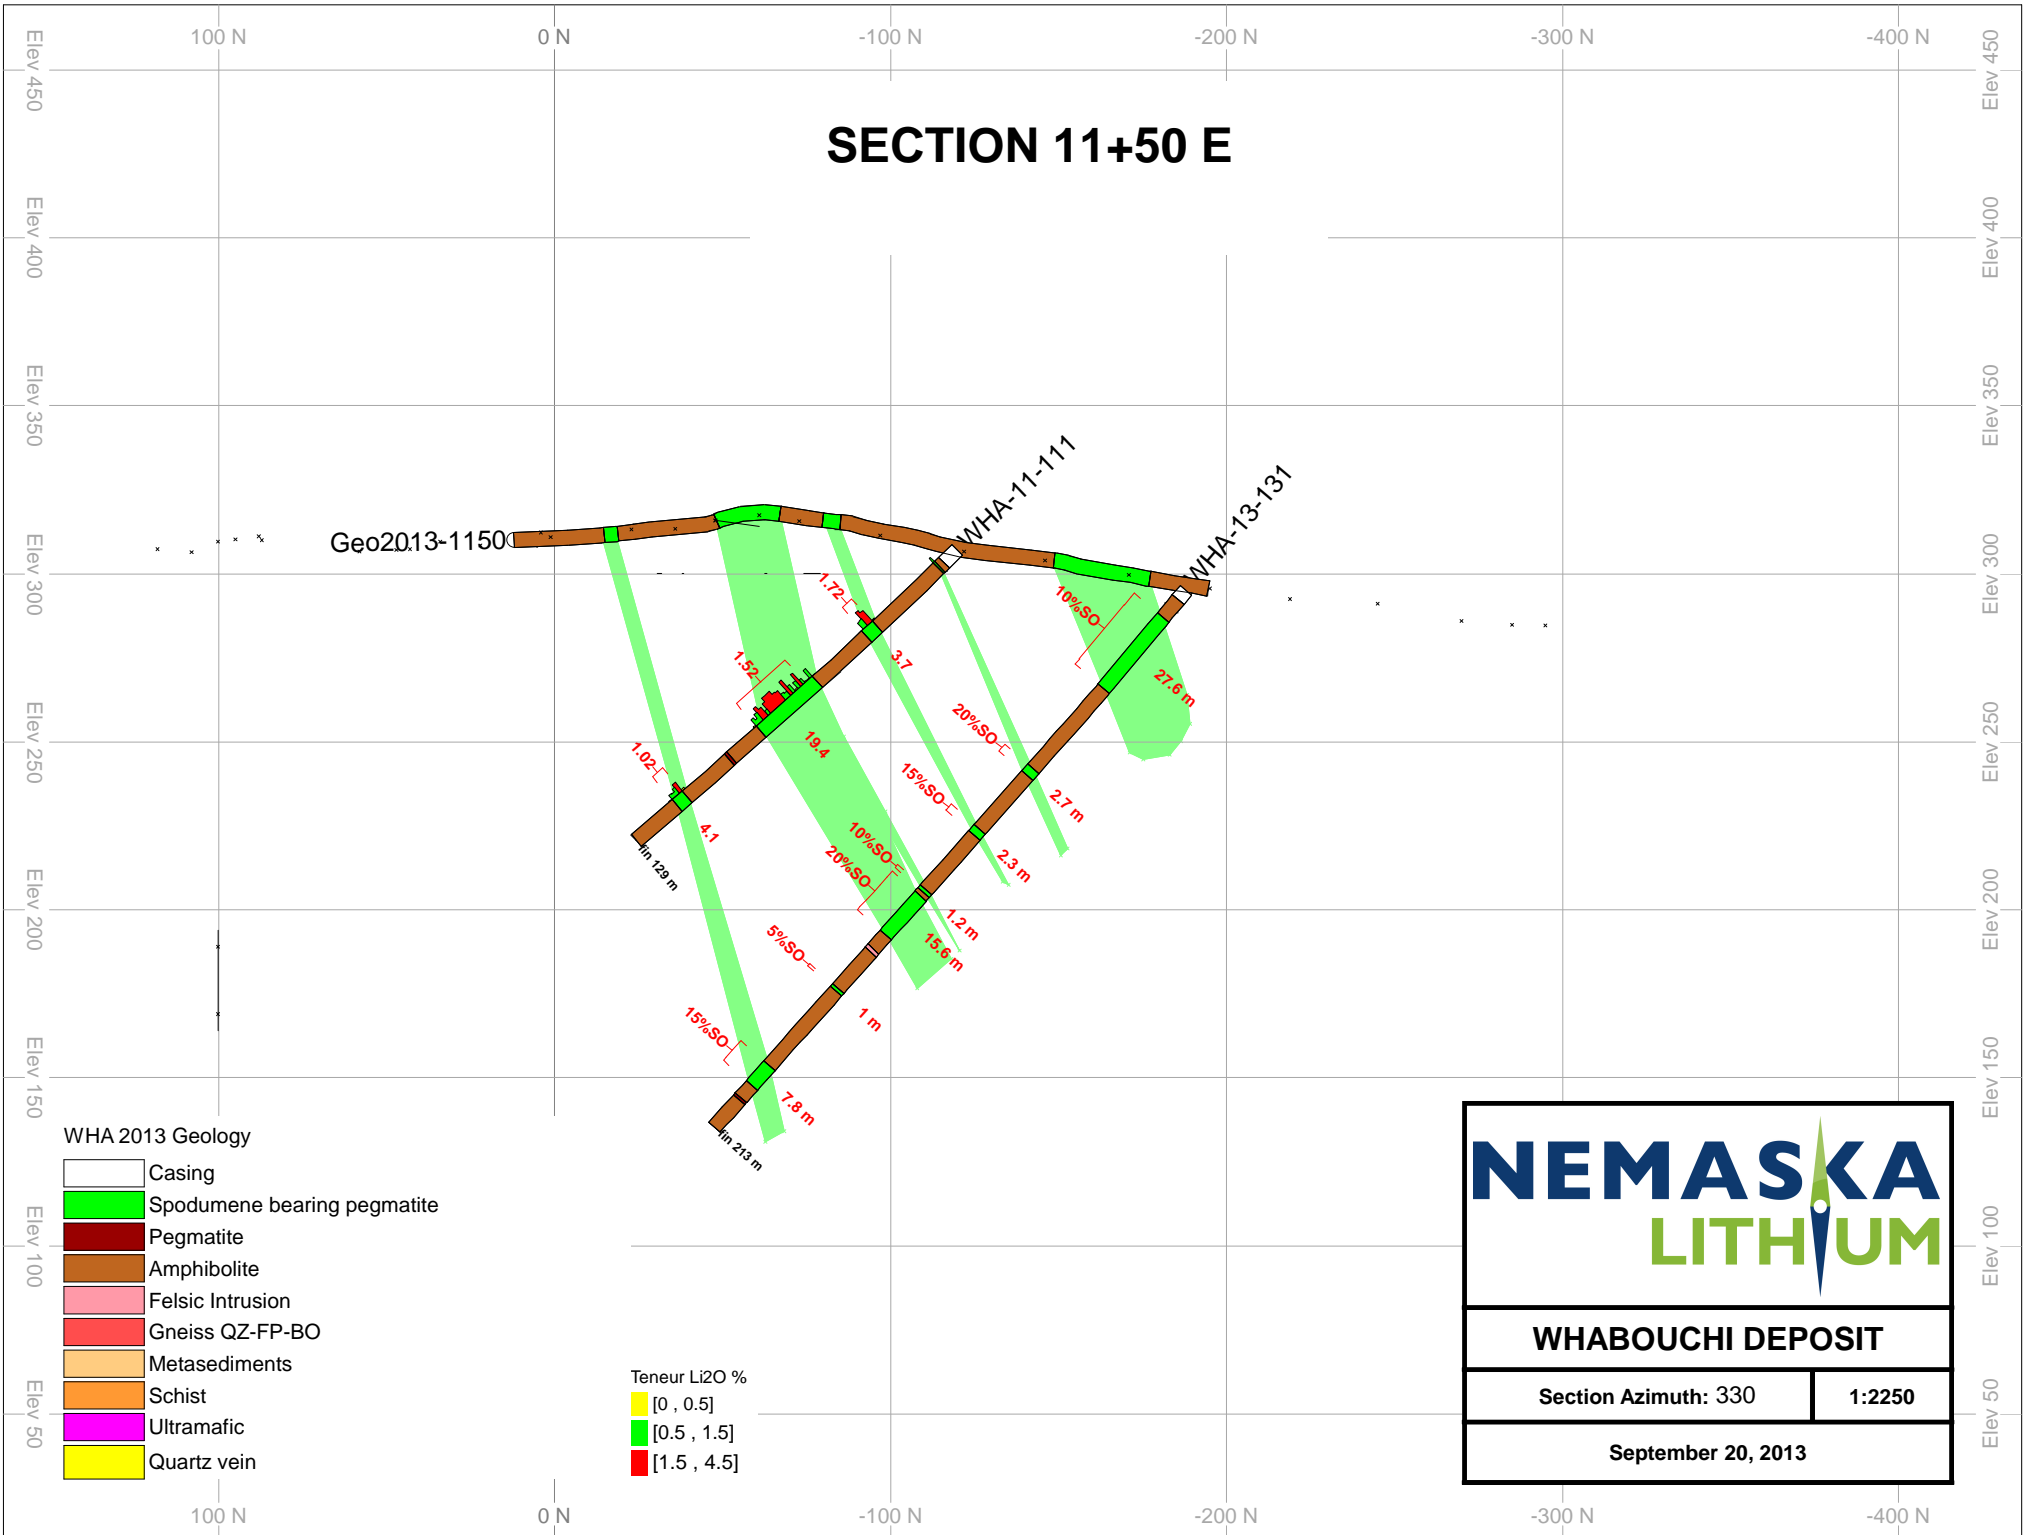 100 N
0 N
-100 N
-200 N
-300 N
-400 N
Elev 450
Elev 450
SECTION 11+50 E
Elev 400
Elev 400
Elev 350
Elev 350
WHA-11-111
WHA-13-131
Geo2013-1150
Elev 300
Elev 300
1.72
10%SO
3.7
1.52
27.6 m
20%SO
19.4
Elev 250
Elev 250
1.02
15%SO
2.7 m
4.1
10%SO
20%SO
2.3 m
fin 129 m
Elev 200
Elev 200
1.2 m
15.6 m
5%SO
1 m
15%SO
Elev 150
Elev 150
7.8 m
fin 213 m
WHA 2013 Geology
Casing
Spodumene bearing pegmatite
Pegmatite
Amphibolite
Felsic Intrusion
Gneiss QZ-FP-BO
Metasediments
Schist
Ultramafic
Quartz vein
Elev 100
Elev 100
Elev 50
Elev 50
Teneur Li2O %
[0 , 0.5]
[0.5 , 1.5]
[1.5 , 4.5]
NEMASKA
LITHIUM
WHABOUCHI DEPOSIT
Section Azimuth: 330
1:2250
September 20, 2013
100 N
0 N
-100 N
-200 N
-300 N
-400 N